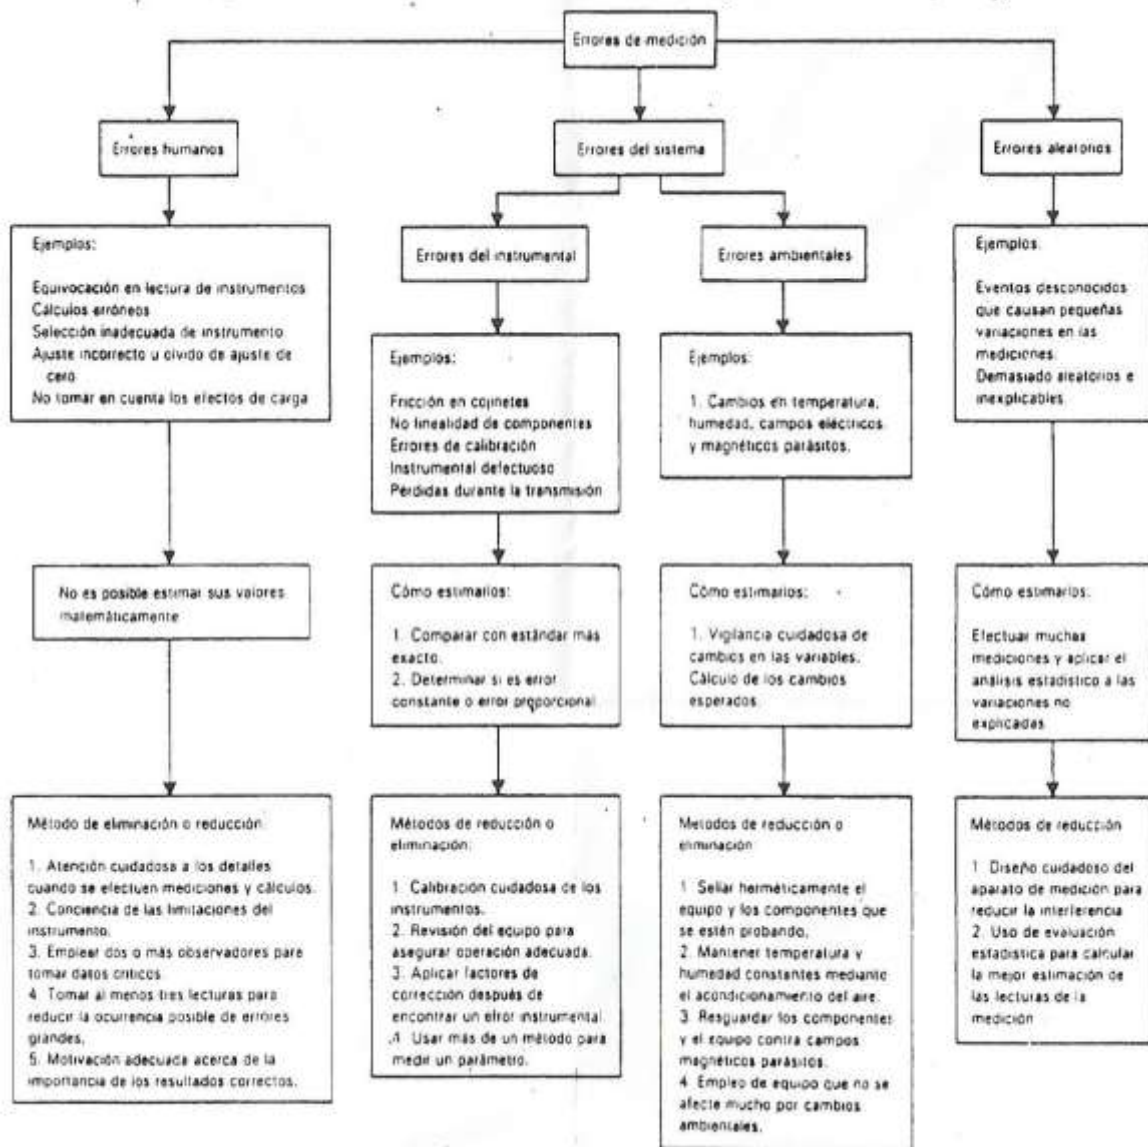 Errores de medición
Errores humanos
Errores del sistema
Errores aleatorios
Ejemplos:
Equivocación en lectura de instrumentos
Cálculos erróneos
Selección inadecuada de instrumento
Ajuste incorrecto u olvido de ajuste de
cero
No tomar en cuenta los efectos de carga
Errores del instrumental
Errores ambientales
Ejemplos.
Eventos desconocidos
que causan pequeñas
variaciones en las
mediciones.
Demasiado aleatorios e
inexplicables
Ejemplos:
Fricción en cojinetes
No linealidad de componentes
Errores de calibración
Instrumental defectuoso
Pérdidas durante la transmisión
Ejemplos:
1. Cambios en temperatura,
humedad, campos eléctricos
y magnéticos parásitos.
No es posible estimar sus valores
matemáticamente
Cómo estimarlos:
1. Comparar con estándar más
exacto.
2. Determinar si es error
constante o error proporcional
Cómo estimarlos:
1. Vigilancia cuidadosa de
cambios en las variables.
Cálculo de los cambios
esperados.
Cómo estimarlos:
Efectuar muchas
mediciones y aplicar el
análisis estadístico a las
variaciones no
explicadas
Método de eliminación o reducción:
1. Atención cuidadosa a los detalles
cuando se efectuen mediciones y cálculos.
2. Conciencia de las limitaciones del
instrumento.
3. Emplear dos o más observadores para
tomar datos críticos
4. Tomar al menos tres lecturas para
reducir la ocurrencia posible de errores
grandes.
5. Motivación adecuada acerca de la
importancia de los resultados correctos.
Métodos de reducción o
eliminación:
1. Calibración cuidadosa de los
instrumentos.
2. Revisión del equipo para
asegurar operación adecuada.
3. Aplicar factores de
corrección después de
encontrar un error instrumental.
4. Usar más de un método para
medir un parámetro.
Metodos de reducción o
eliminación
1 Sellar herméticamente el
equipo y los componentes que
se estén probando.
2. Mantener temperatura y
humedad constantes mediante
el acondicionamiento del aire.
3. Resguardar los componentes
y el equipo contra campos
magnéticos parásitos.
4. Empleo de equipo que no se
afecte mucho por cambios
ambientales.
Métodos de reducción
1 Diseño cuidadoso del
aparato de medición para
reducir la interferencia
2. Uso de evaluación
estadística para calcular
la mejor estimación de
las lecturas de la
medición